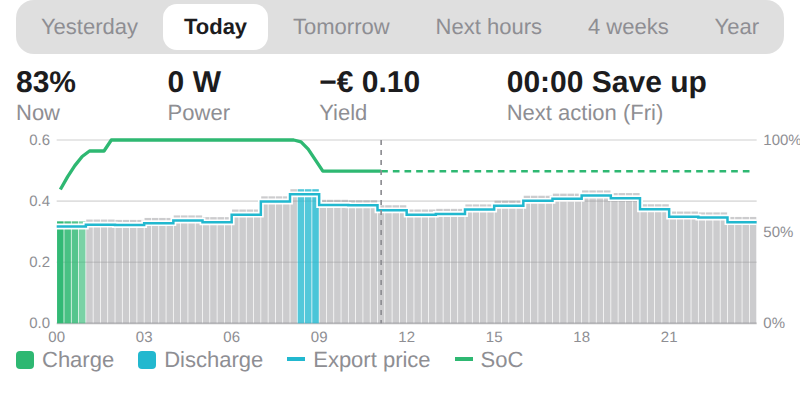 Yesterday Today Tomorrow Next hours 4 weeks Year
83% 0 W −€ 0.10 00:00 Save up
Now Power Yield Next action (Fri)
0.6 100%
0.4
50%
0.2
0.0 0%
00 03 06 09 12 15 18 21
Charge Discharge Export price SoC